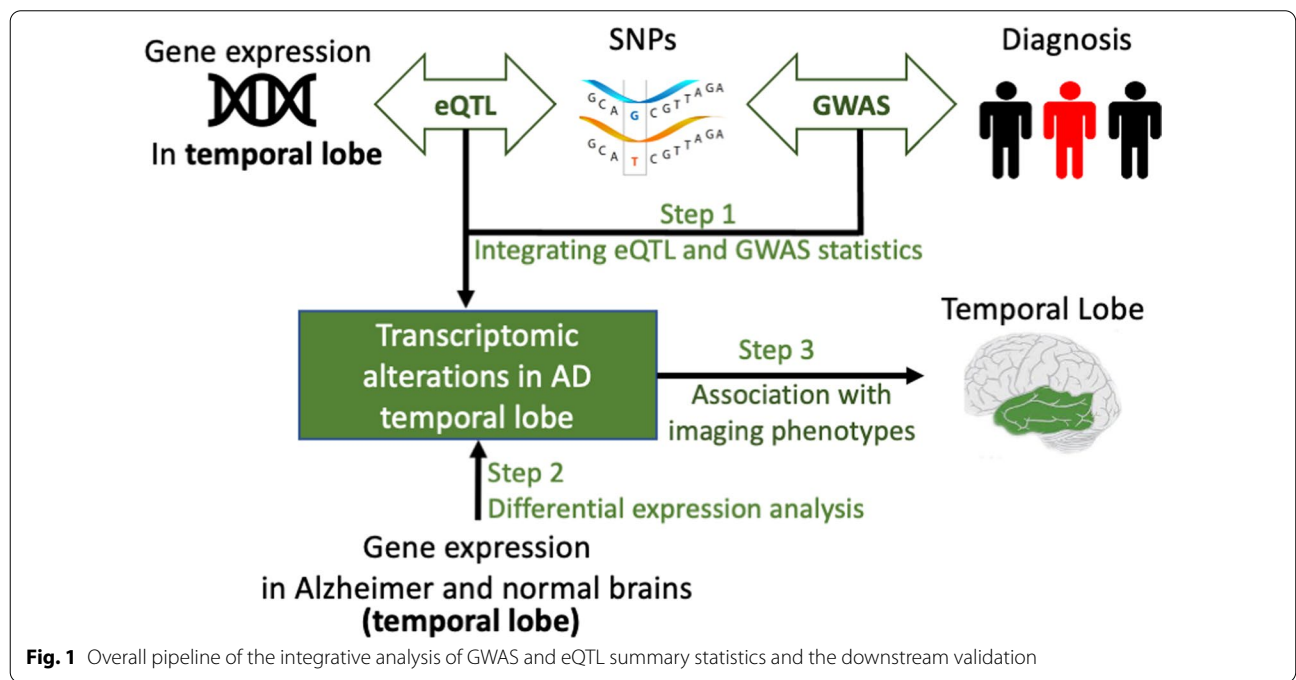 Gene expression
In temporal lobe
eQTL
SNPs
GCAGCGTTAGA
GCATCGTTAGA
GWAS
Diagnosis
Step 1
Integrating eQTL and GWAS statistics
Transcriptomic
alterations in AD
temporal lobe
Step 3
Association with
imaging phenotypes
Temporal Lobe
Step 2
Differential expression analysis
Gene expression
in Alzheimer and normal brains
(temporal lobe)
Fig. 1 Overall pipeline of the integrative analysis of GWAS and eQTL summary statistics and the downstream validation